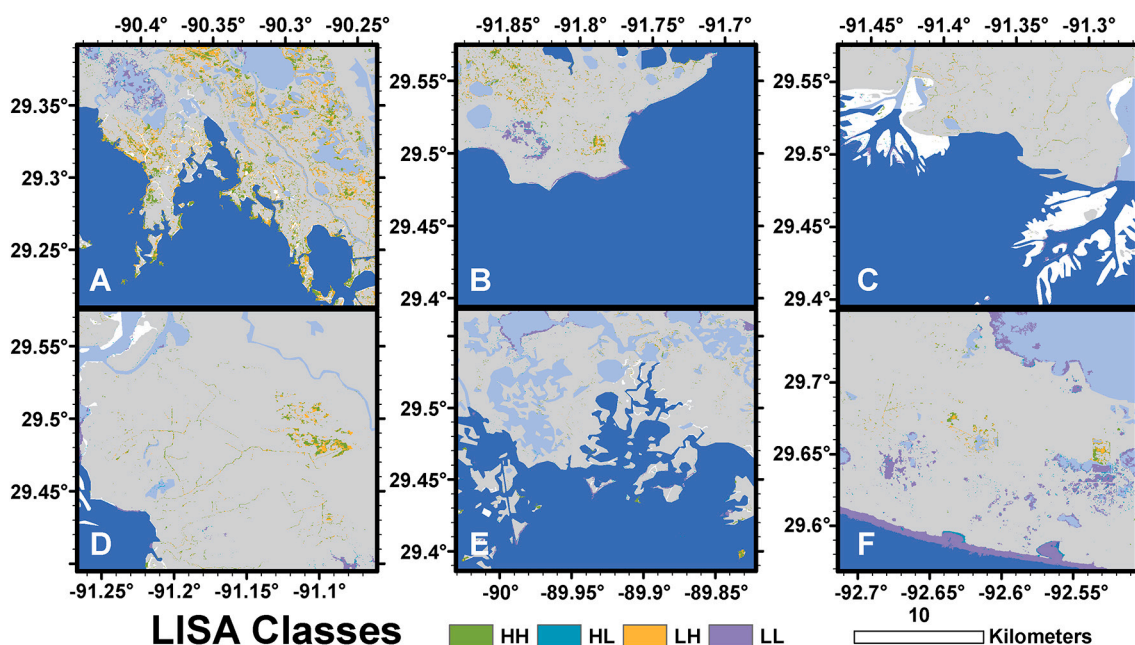 -90.4 -90.35 -90.3 -90.25
-91.85 -91.8 -91.75 -91.7
-91.45 -91.4 -91.35 -91.3
29.35°
29.3°
29.25°
A
29.55°
29.5°
29.45°
29.4°
B
29.55°
29.5°
29.45°
29.4°
C
29.55°
29.5°
29.45°
D
29.5°
29.45°
29.4°
E
29.7°
29.65°
29.6°
F
-91.25 -91.2 -91.15 -91.1
-90° -89.95° -89.9° -89.85°
-92.7° -92.65° -92.6° -92.55°
LISA Classes
HH HL LH LL
10
Kilometers